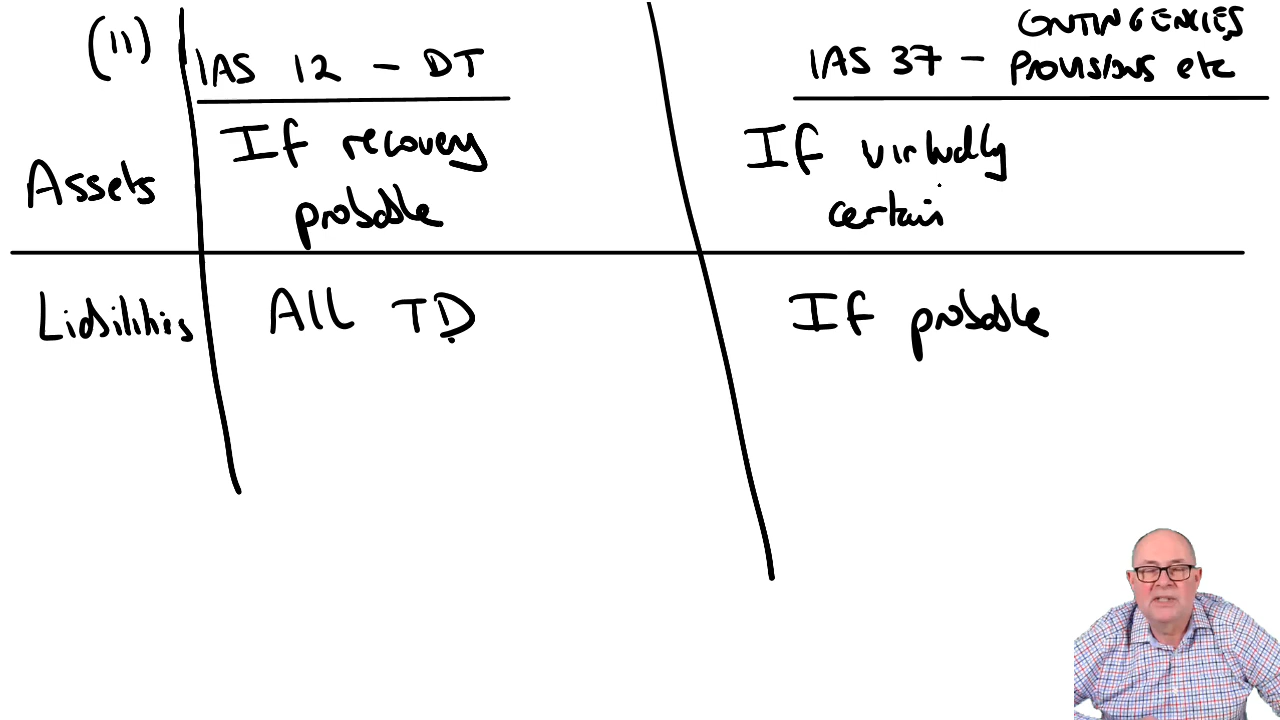 (11)
IAS 12 - DT
CONTINGENCIES
IAS 37 - Provisions etc
Assets
If recovery
probable
If virtually
certain
Liabilities
All TD
If probable